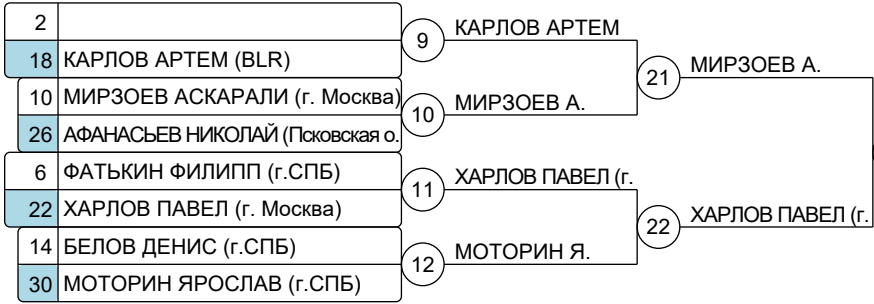 2
18 КАРЛОВ АРТЕМ (BLR)
10 МИРЗОЕВ АСКАРАЛИ (г. Москва)
26 АФАНАСЬЕВ НИКОЛАЙ (Псковская о.
6 ФАТЬКИН ФИЛИПП (г.СПБ)
22 ХАРЛОВ ПАВЕЛ (г. Москва)
14 БЕЛОВ ДЕНИС (г.СПБ)
30 МОТОРИН ЯРОСЛАВ (г.СПБ)
9 КАРЛОВ АРТЕМ
10 МИРЗОЕВ А.
11 ХАРЛОВ ПАВЕЛ (г.
12 МОТОРИН Я.
21 МИРЗОЕВ А.
22 ХАРЛОВ ПАВЕЛ (г.